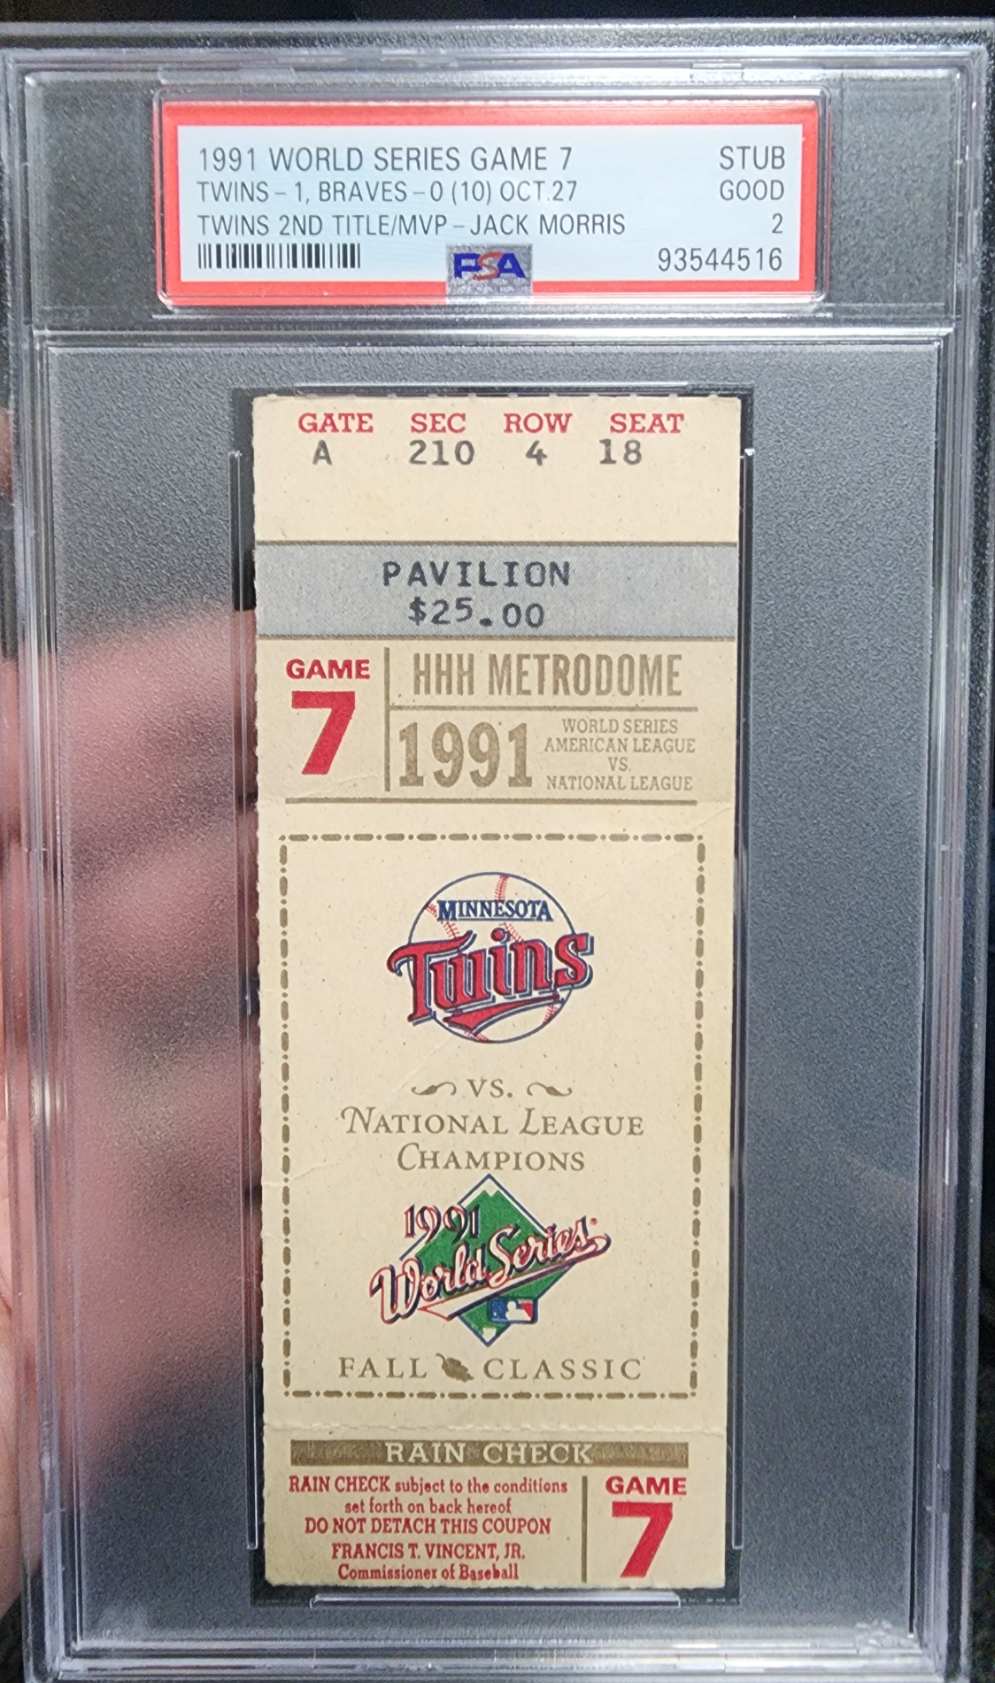 1991 WORLD SERIES GAME 7 STUB
TWINS - 1, BRAVES - 0 (10) OCT.27 GOOD
TWINS 2ND TITLE/MVP - JACK MORRIS 2
PSA 93544516
GATE SEC ROW SEAT
A 210 4 18
PAVILION
$25.00
GAME
7
HHH METRODOME
1991
WORLD SERIES
AMERICAN LEAGUE
VS.
NATIONAL LEAGUE
MINNESOTA
Twins
VS.
NATIONAL LEAGUE
CHAMPIONS
1991
World Series
FALL CLASSIC
RAIN CHECK
RAIN CHECK subject to the conditions
set forth on back hereof
DO NOT DETACH THIS COUPON
FRANCIS T. VINCENT, JR.
Commissioner of Baseball
GAME
7